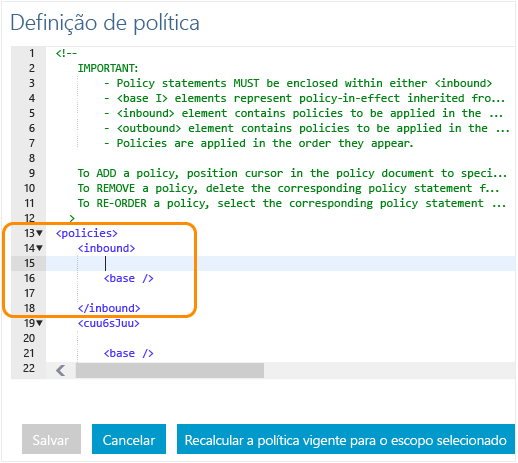 Definição de política
1 <!--
2 IMPORTANT:
3 - Policy statements MUST be enclosed within either <inbound>
4 - <base I> elements represent policy-in-effect inherited fro...
5 - <inbound> element contains policies to be applied in the ...
6 - <outbound> element contains policies to be applied in the ...
7 - Policies are applied in the order they appear.
8
9 To ADD a policy, position cursor in the policy document to speci...
10 To REMOVE a policy, delete the corresponding policy statement f...
11 To RE-ORDER a policy, select the corresponding policy statement ...
12 >
13 <policies>
14 <inbound>
15
16 <base />
17
18 </inbound>
19 <cuu6sJuu>
20
21 <base />
22
Salvar Cancelar Recalcular a política vigente para o escopo selecionado